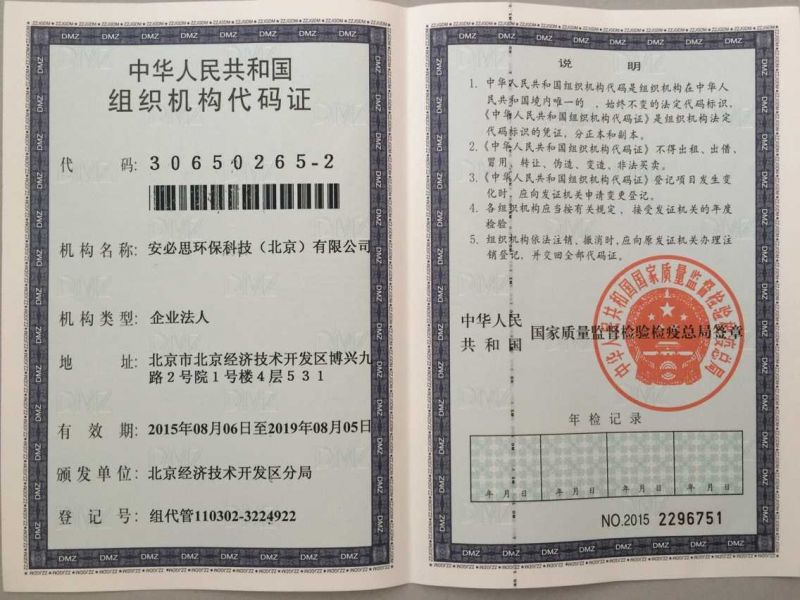 中华人民共和国
组织机构代码证
代 码: 30650265-2
机构名称: 安必思环保科技（北京）有限公司
机构类型: 企业法人
地 址: 北京市北京经济技术开发区博兴九
路2号院1号楼4层531
有 效 期: 2015年08月06日至2019年08月05日
颁发单位: 北京经济技术开发区分局
登 记 号: 组代管110302-3224922
说 明
1. 中华人民共和国组织机构代码是组织机构在中华人
民共和国境内唯一的、始终不变的法定代码标识，
《中华人民共和国组织机构代码证》是组织机构法定
代码标识的凭证，分正本和副本。
2.《中华人民共和国组织机构代码证》不得出租、出借、
冒用、转让、伪造、变造、非法买卖。
3.《中华人民共和国组织机构代码证》登记项目发生变
化时，应向发证机关申请变更登记。
4. 各组织机构应当按有关规定，接受发证机关的年度
检验。
5. 组织机构依法注销、撤消时，应向原发证机关办理注
销登记，并交回全部代码证。
中华人民
共和国 国家质量监督检验检疫总局签章
中华人民共和国国家质量监督检验检疫总局
年检记录
年 月 日 年 月 日 年 月 日 年 月 日
NO.2015 2296751